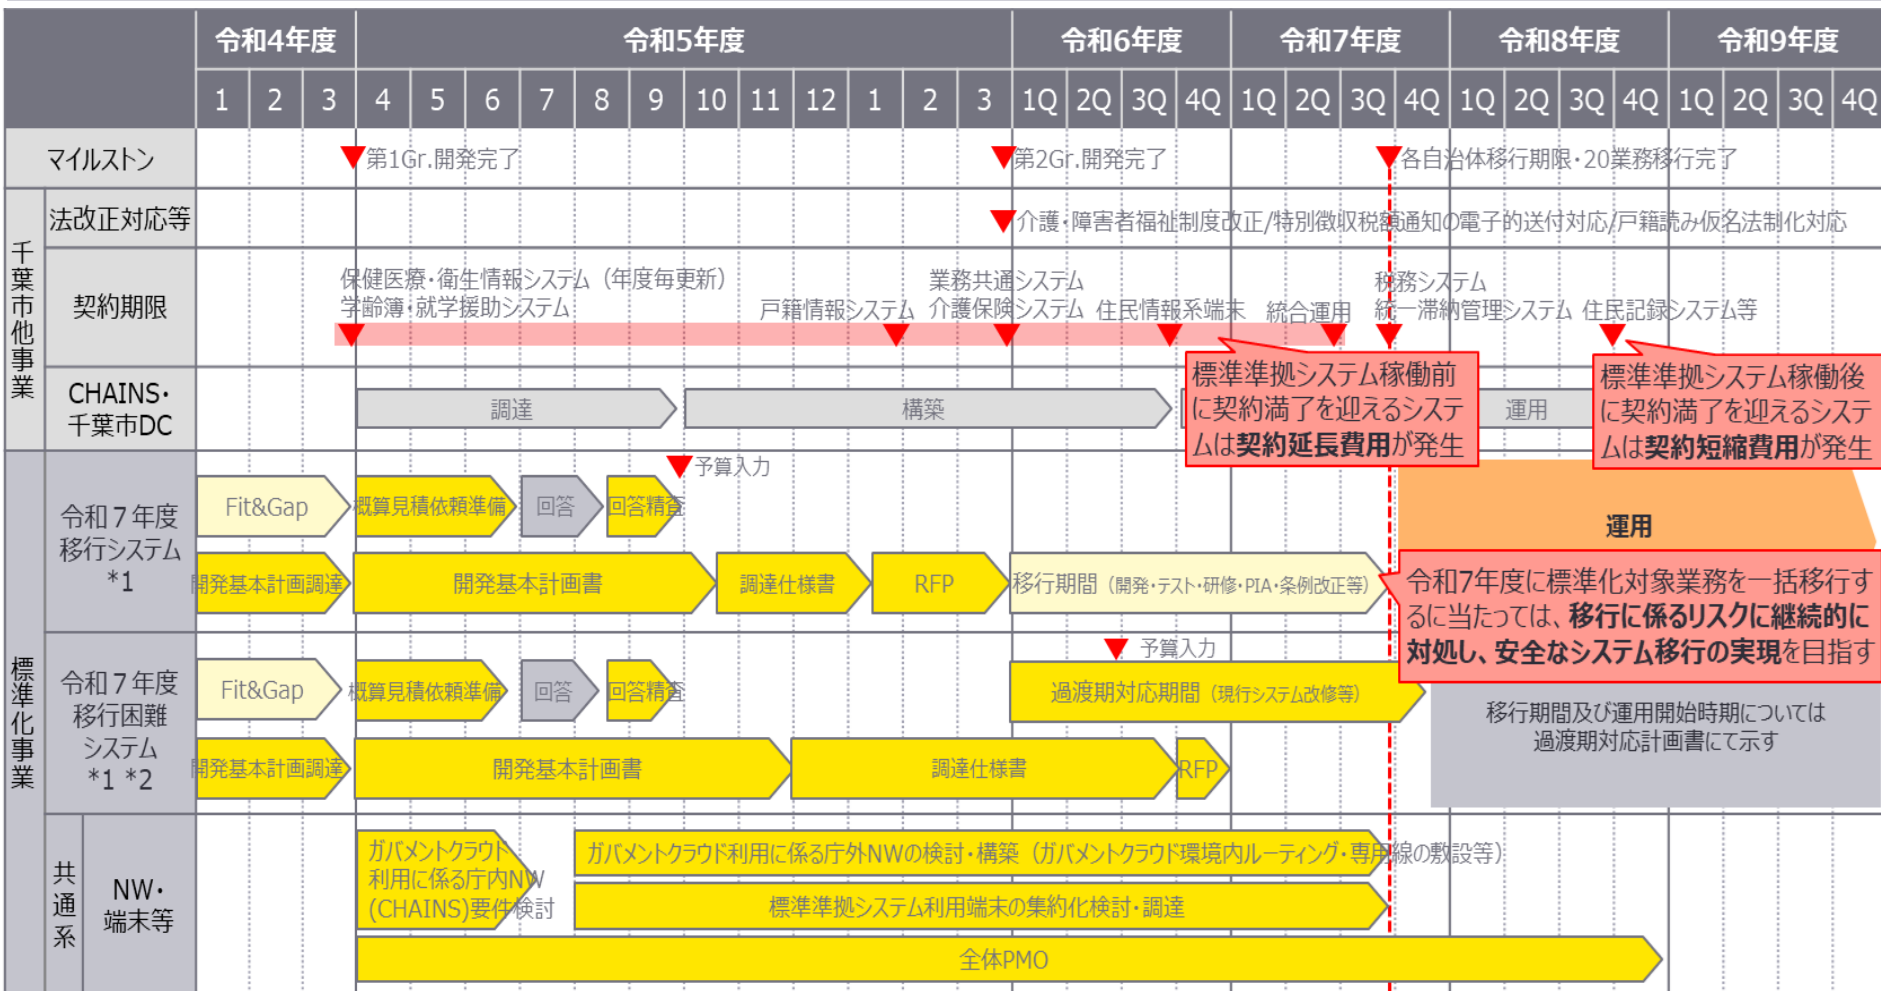 令和4年度 令和5年度 令和6年度 令和7年度 令和8年度 令和9年度
1 2 3 4 5 6 7 8 9 10 11 12 1 2 3 1Q 2Q 3Q 4Q 1Q 2Q 3Q 4Q 1Q 2Q 3Q 4Q 1Q 2Q 3Q 4Q
マイルストン
第1Gr.開発完了
第2Gr.開発完了
各自治体移行期限・20業務移行完了
千葉市他事業
法改正対応等
介護・障害者福祉制度改正/特別徴収税額通知の電子的送付対応/戸籍読み仮名法制化対応
契約期限
保健医療・衛生情報システム（年度毎更新）
学齢簿・就学援助システム
戸籍情報システム
業務共通システム
介護保険システム
住民情報系端末
統合運用
税務システム
統一滞納管理システム
住民記録システム等
標準準拠システム稼働前
に契約満了を迎えるシステ
ムは契約延長費用が発生
標準準拠システム稼働後
に契約満了を迎えるシステ
ムは契約短縮費用が発生
CHAINS・
千葉市DC
調達
構築
運用
標準化事業
令和７年度
移行システム
*1
Fit&Gap
概算見積依頼準備
回答
回答精査
予算入力
運用
開発基本計画調達
開発基本計画書
調達仕様書
RFP
移行期間（開発・テスト・研修・PIA・条例改正等）
令和7年度に標準化対象業務を一括移行す
るに当たっては、移行に係るリスクに継続的に
対処し、安全なシステム移行の実現を目指す
令和７年度
移行困難
システム
*1 *2
Fit&Gap
概算見積依頼準備
回答
回答精査
予算入力
過渡期対応期間（現行システム改修等）
開発基本計画調達
開発基本計画書
調達仕様書
RFP
移行期間及び運用開始時期については
過渡期対応計画書にて示す
共通系
NW・
端末等
ガバメントクラウド
利用に係る庁内NW
(CHAINS)要件検討
ガバメントクラウド利用に係る庁外NWの検討・構築（ガバメントクラウド環境内ルーティング・専用線の敷設等）
標準準拠システム利用端末の集約化検討・調達
全体PMO